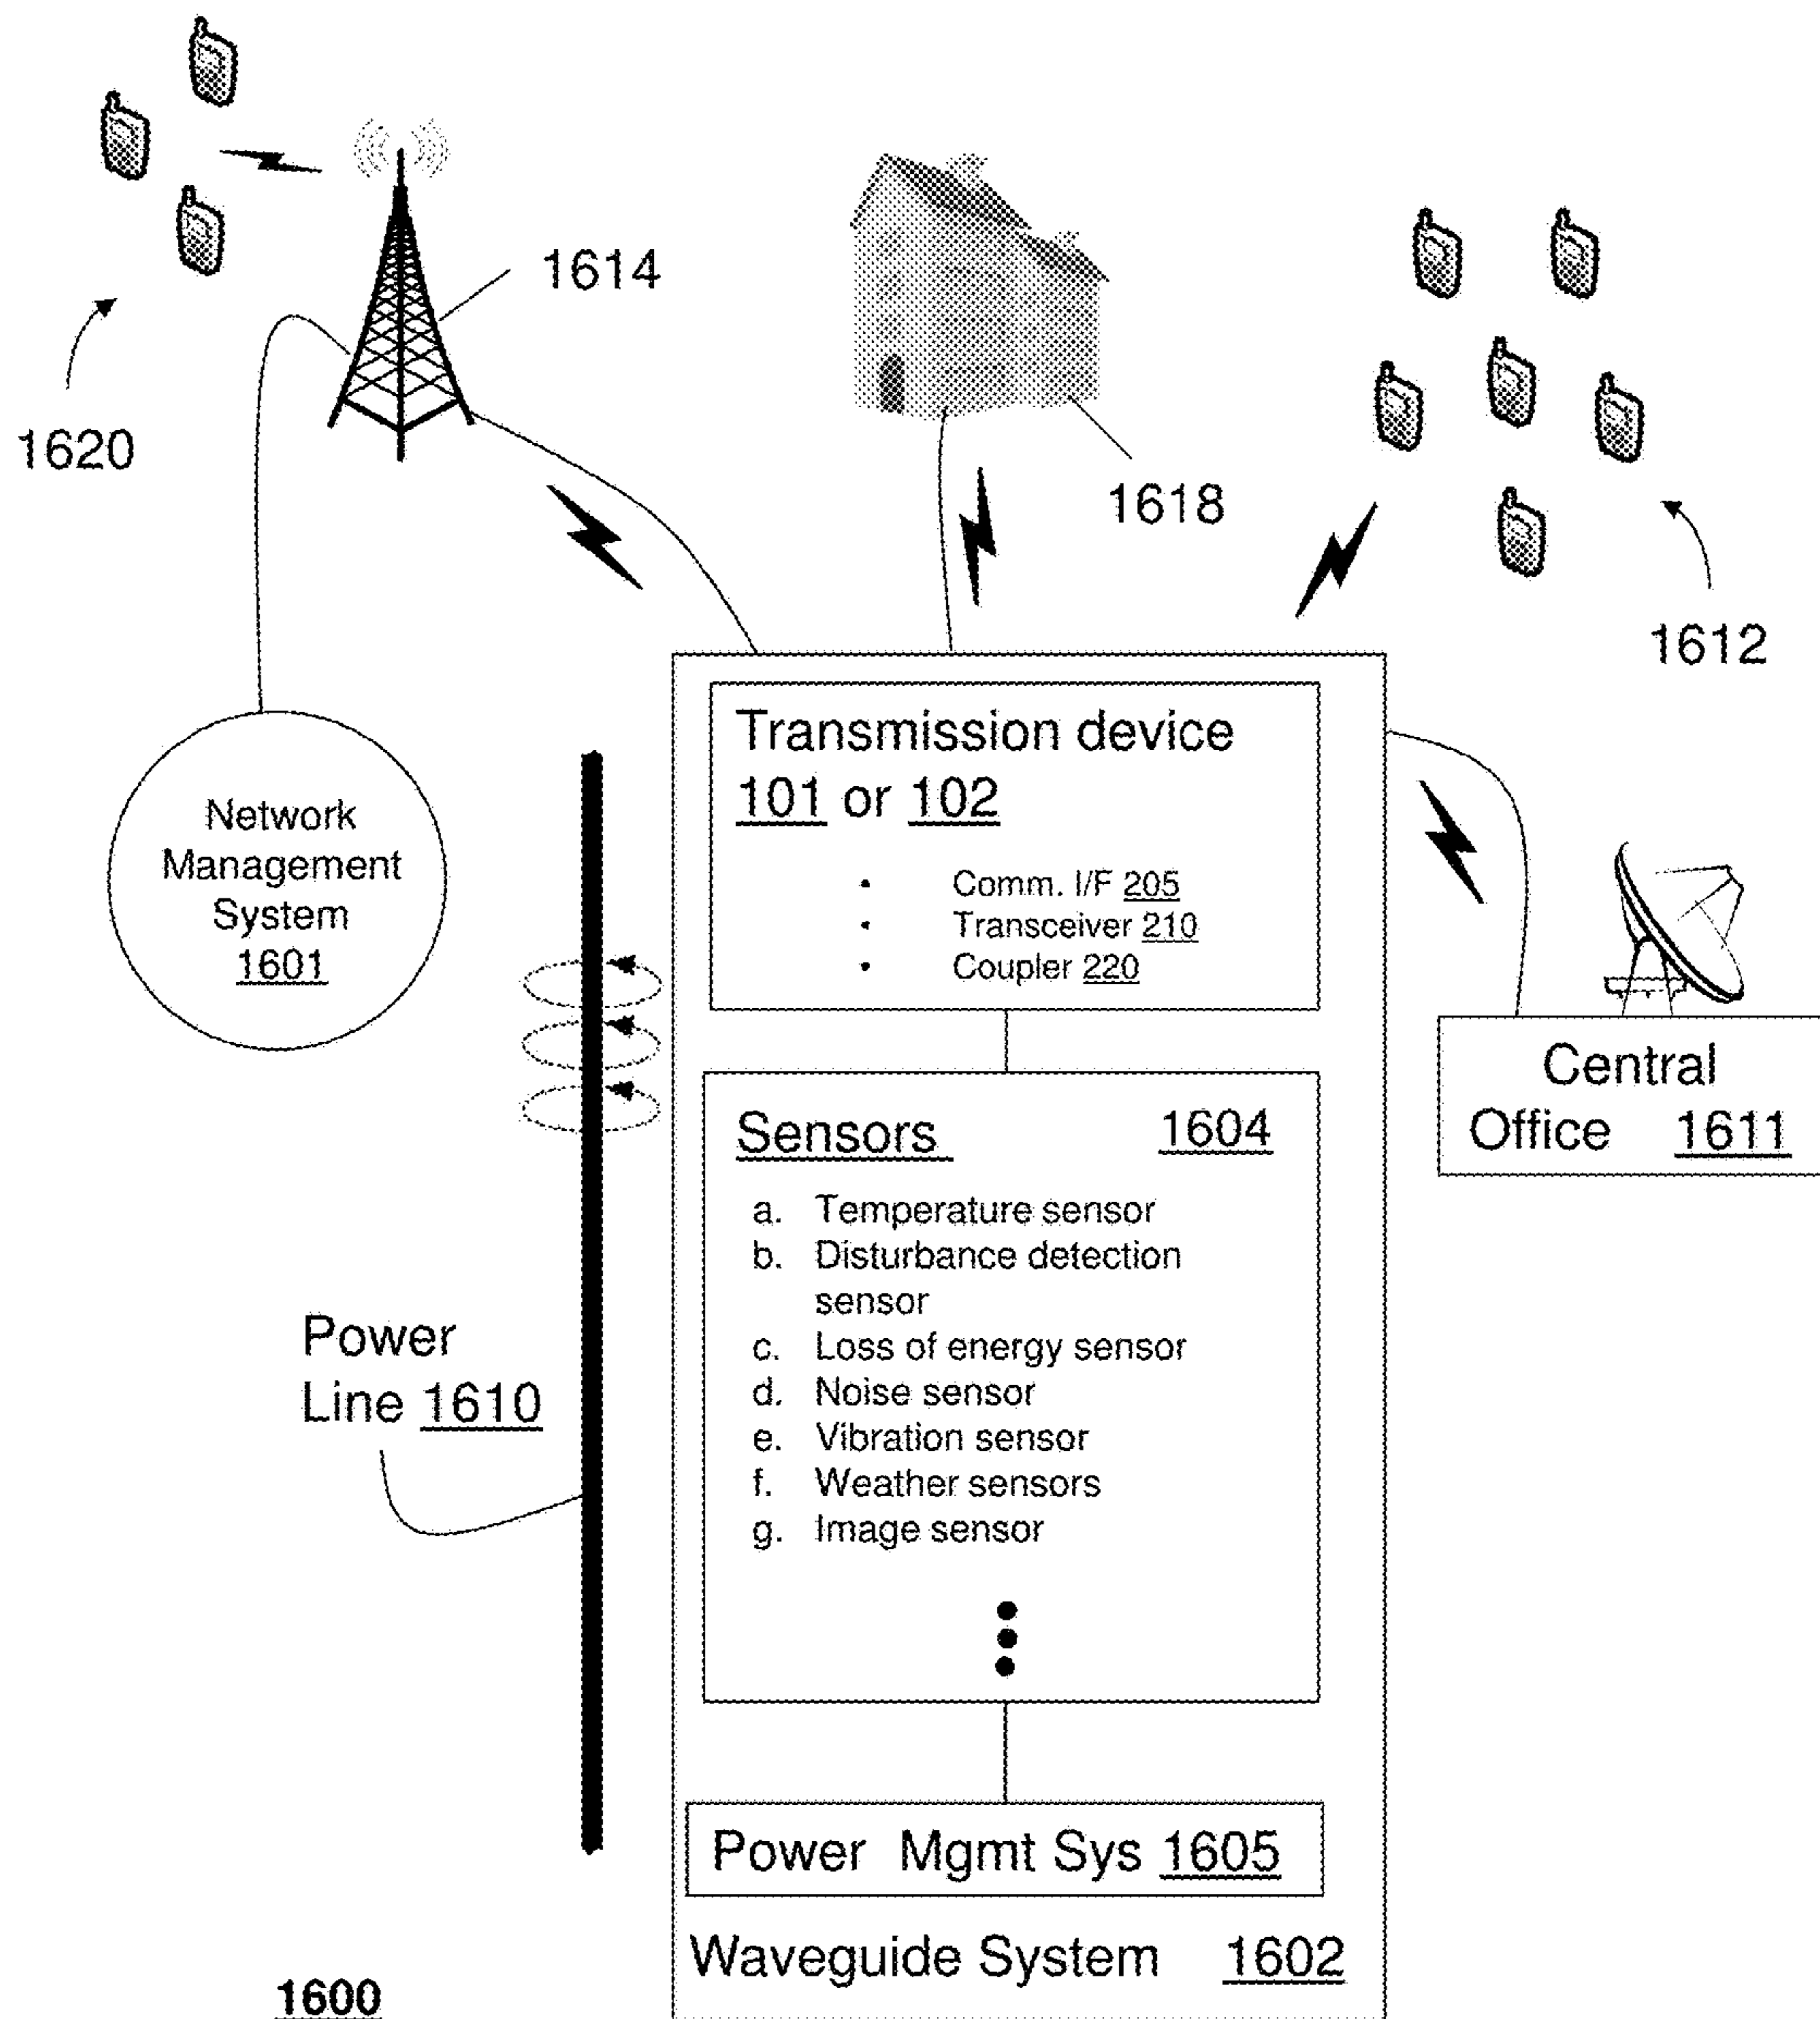 1614
1620
1618
1612
Network
Management
System
1601
Transmission device
101 or 102
• Comm. I/F 205
• Transceiver 210
• Coupler 220
Central
Office 1611
Sensors 1604
a. Temperature sensor
b. Disturbance detection
sensor
c. Loss of energy sensor
d. Noise sensor
e. Vibration sensor
f. Weather sensors
g. Image sensor
Power
Line 1610
Power Mgmt Sys 1605
Waveguide System 1602
1600